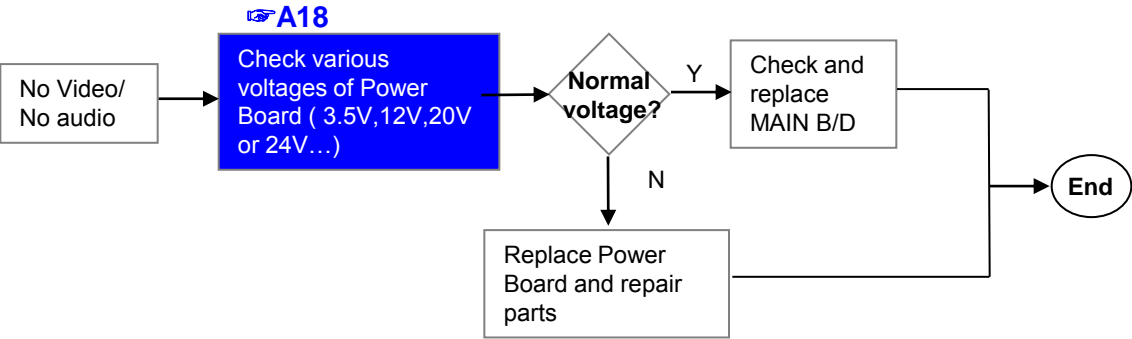 ☞A18
No Video/
No audio
Check various
voltages of Power
Board ( 3.5V,12V,20V
or 24V…)
Normal
voltage?
Y
Check and
replace
MAIN B/D
N
Replace Power
Board and repair
parts
End